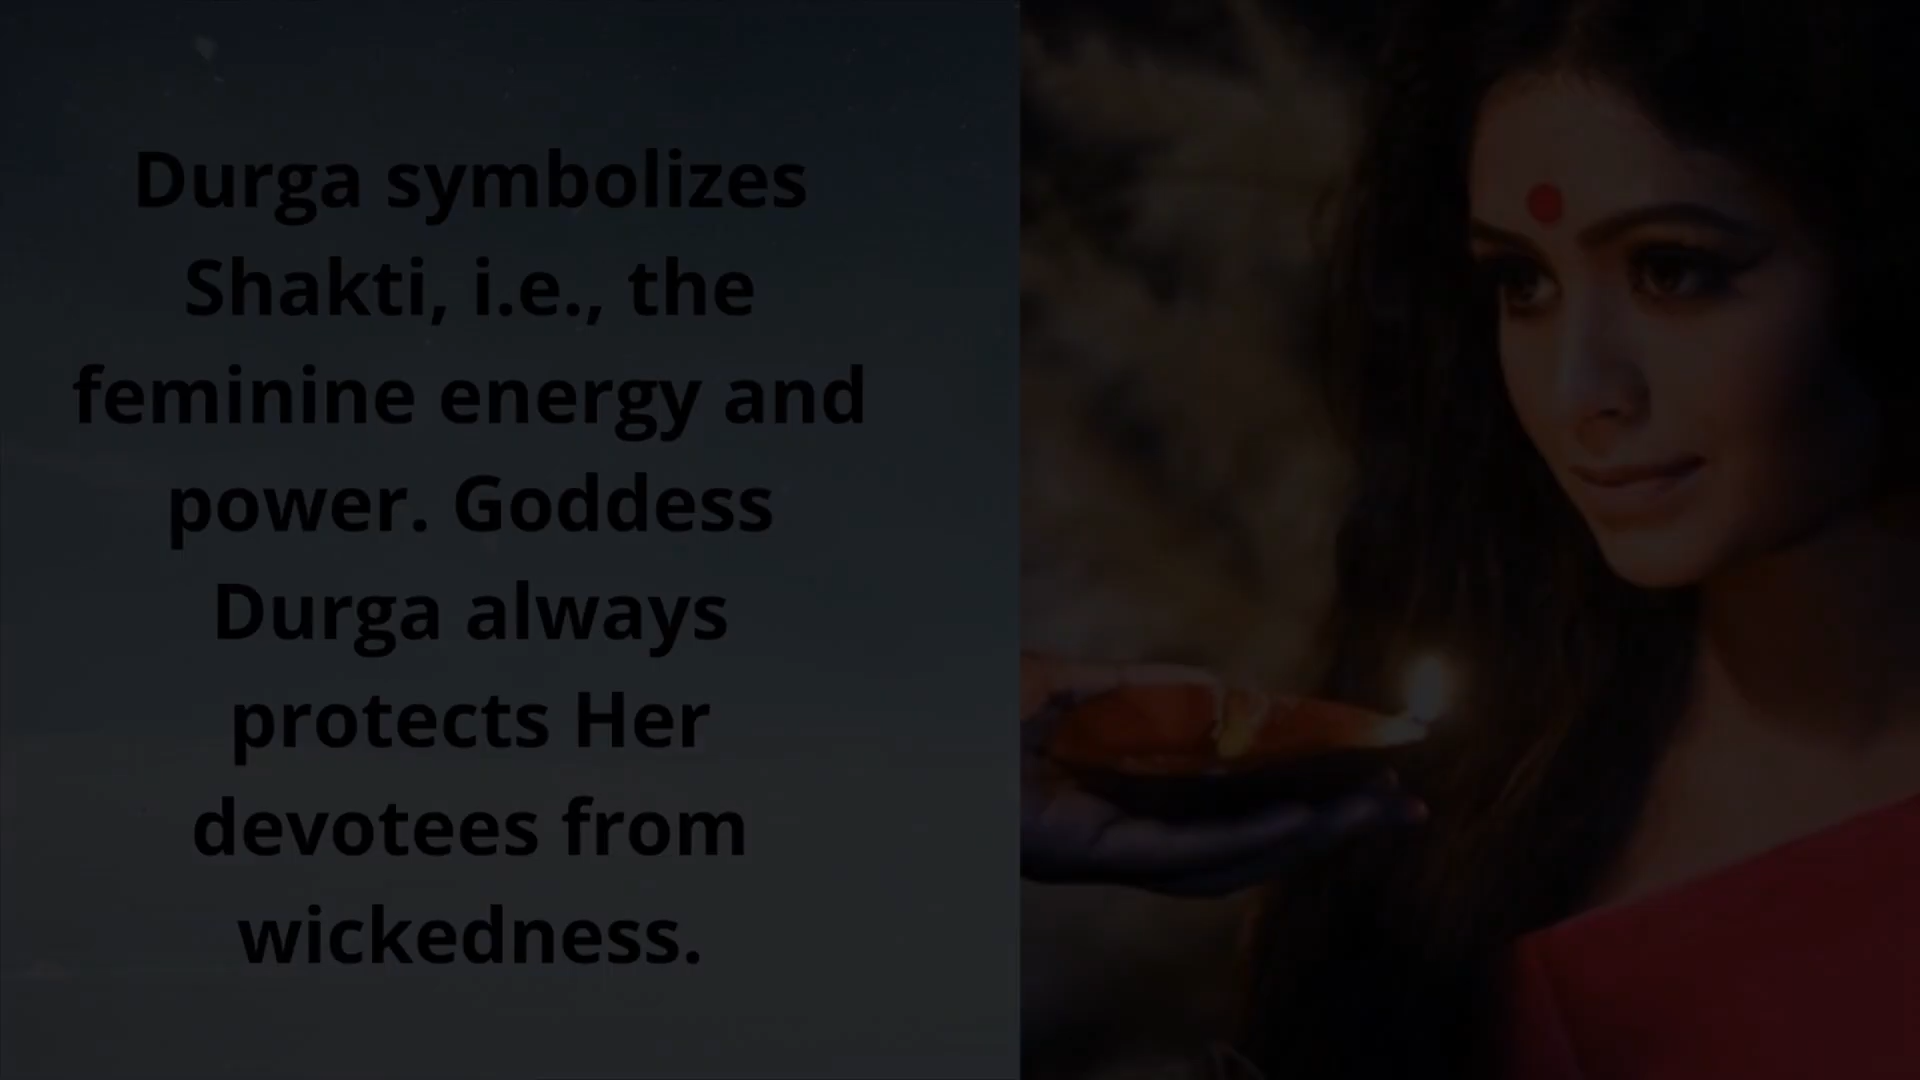 Durga symbolizes
Shakti, i.e., the
feminine energy and
power. Goddess
Durga always
protects Her
devotees from
wickedness.